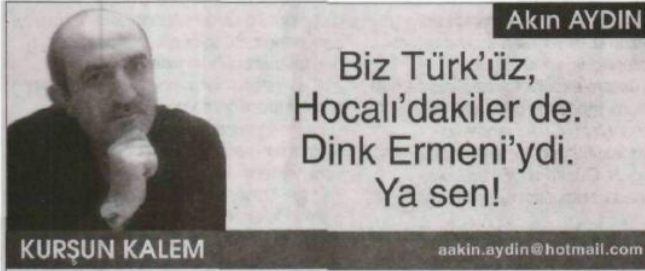 Akın AYDIN
Biz Türk'üz,
Hocalı'dakiler de.
Dink Ermeni'ydi.
Ya sen!
KURŞUN KALEM
aakin.aydin@hotmail.com